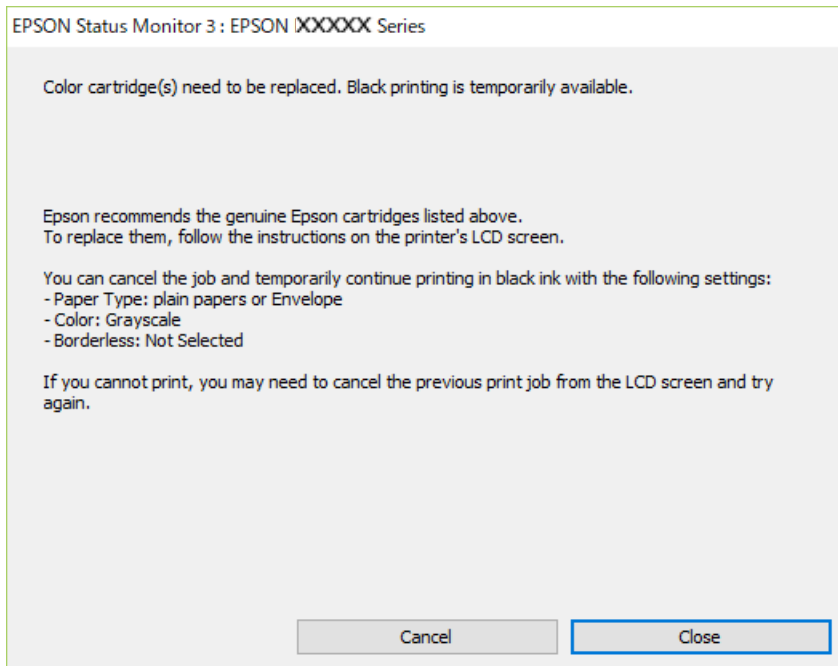 EPSON Status Monitor 3 : EPSON XXXXX Series
Color cartridge(s) need to be replaced. Black printing is temporarily available.
Epson recommends the genuine Epson cartridges listed above.
To replace them, follow the instructions on the printer's LCD screen.
You can cancel the job and temporarily continue printing in black ink with the following settings:
- Paper Type: plain papers or Envelope
- Color: Grayscale
- Borderless: Not Selected
If you cannot print, you may need to cancel the previous print job from the LCD screen and try
again.
Cancel
Close